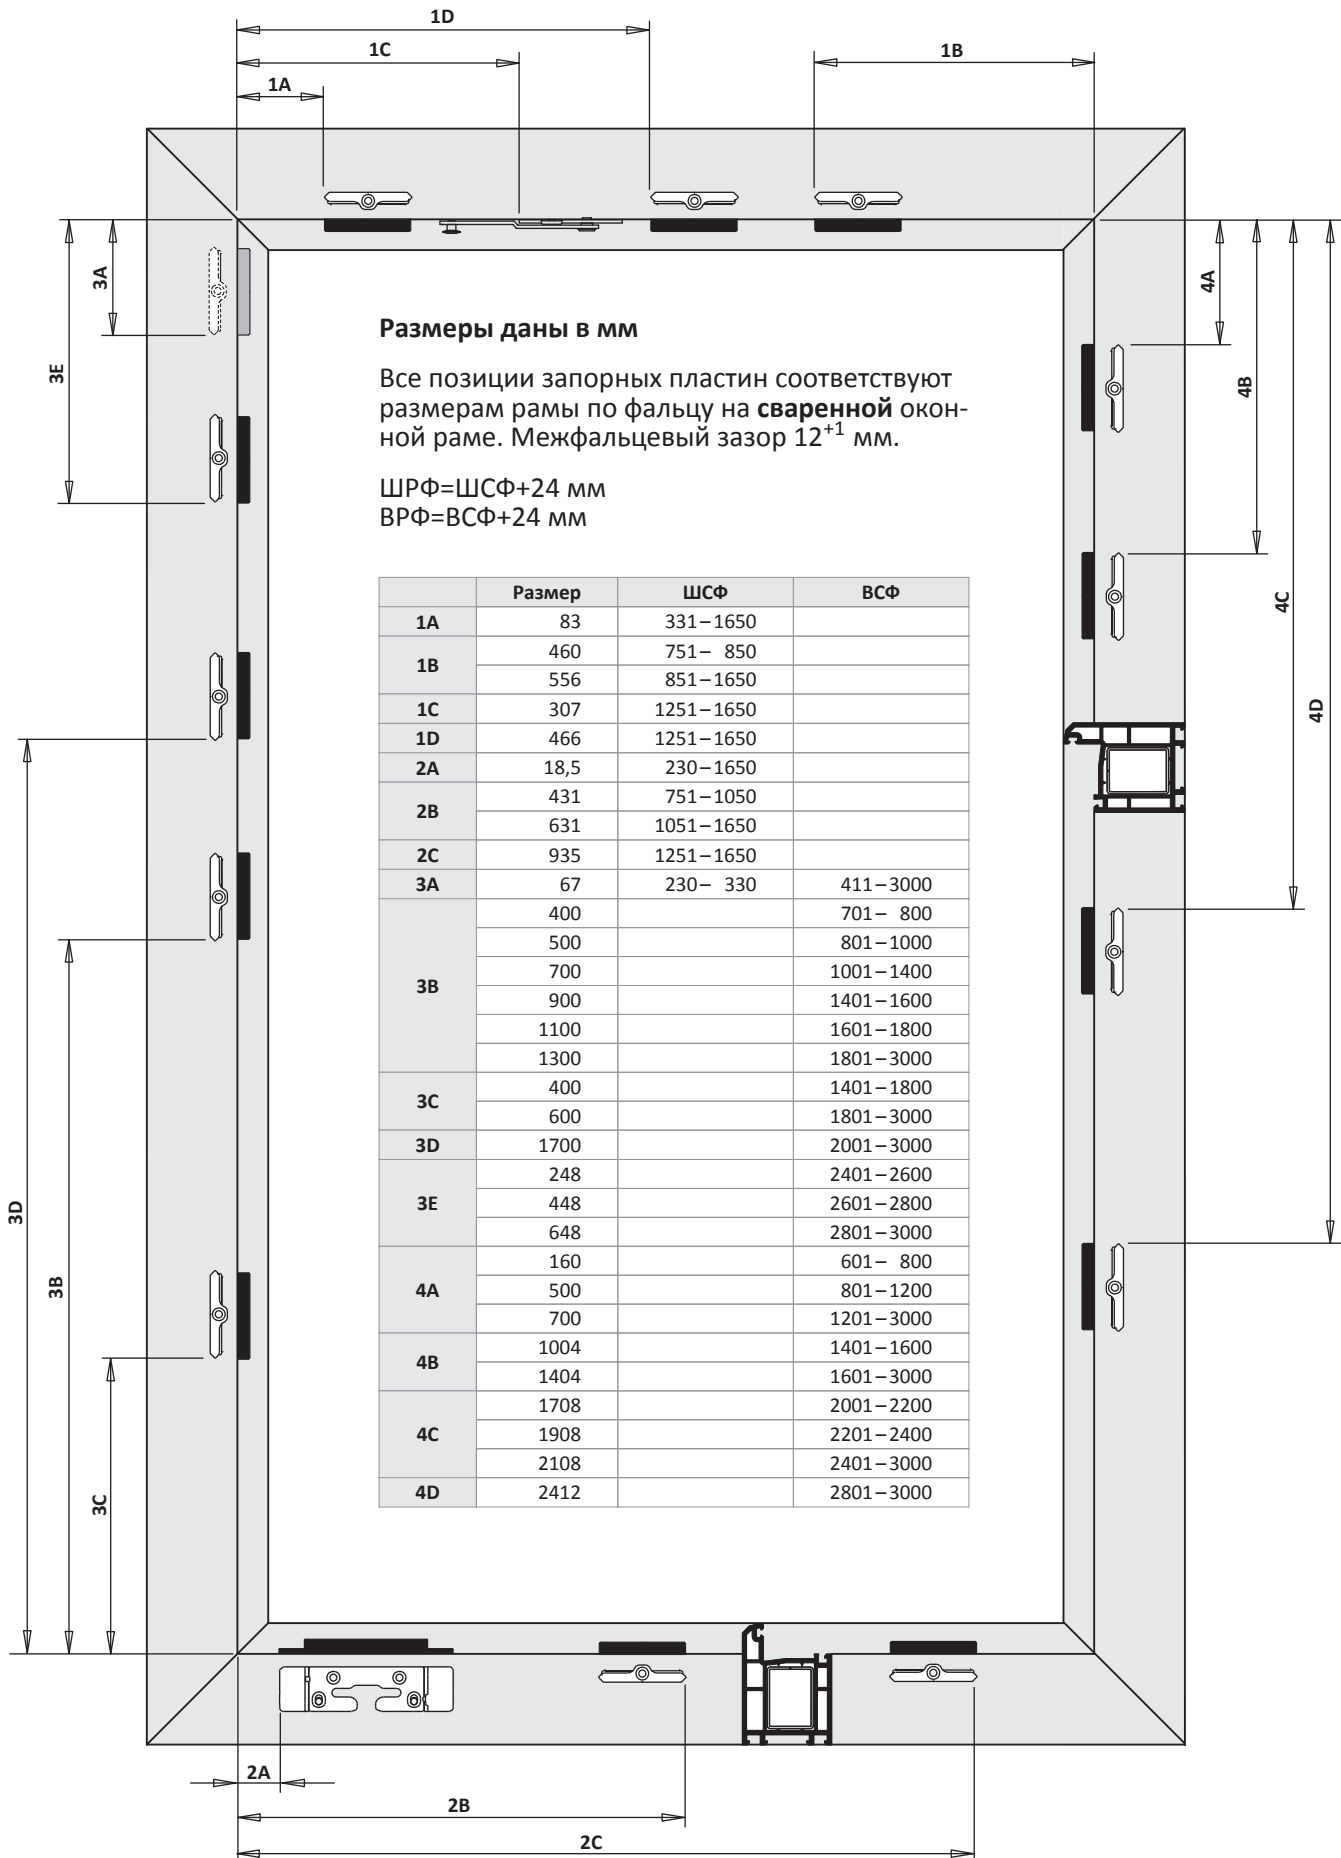 1D
1C
1B
1A
3A
3E
4A
4B
4C
4D
Размеры даны в мм
Все позиции запорных пластин соответствуют
размерам рамы по фальцу на сваренной окон-
ной раме. Межфальцевый зазор 12+1 мм.
ШРФ=ШСФ+24 мм
ВРФ=ВСФ+24 мм
Размер ШСФ ВСФ
1A 83 331–1650
1B 460 751– 850
556 851–1650
1C 307 1251–1650
1D 466 1251–1650
2A 18,5 230–1650
2B 431 751–1050
631 1051–1650
2C 935 1251–1650
3A 67 230– 330 411–3000
3B 400 701– 800
500 801–1000
700 1001–1400
900 1401–1600
1100 1601–1800
1300 1801–3000
3C 400 1401–1800
600 1801–3000
3D 1700 2001–3000
3E 248 2401–2600
448 2601–2800
648 2801–3000
4A 160 601– 800
500 801–1200
700 1201–3000
4B 1004 1401–1600
1404 1601–3000
4C 1708 2001–2200
1908 2201–2400
2108 2401–3000
4D 2412 2801–3000
3D
3B
3C
2A
2B
2C